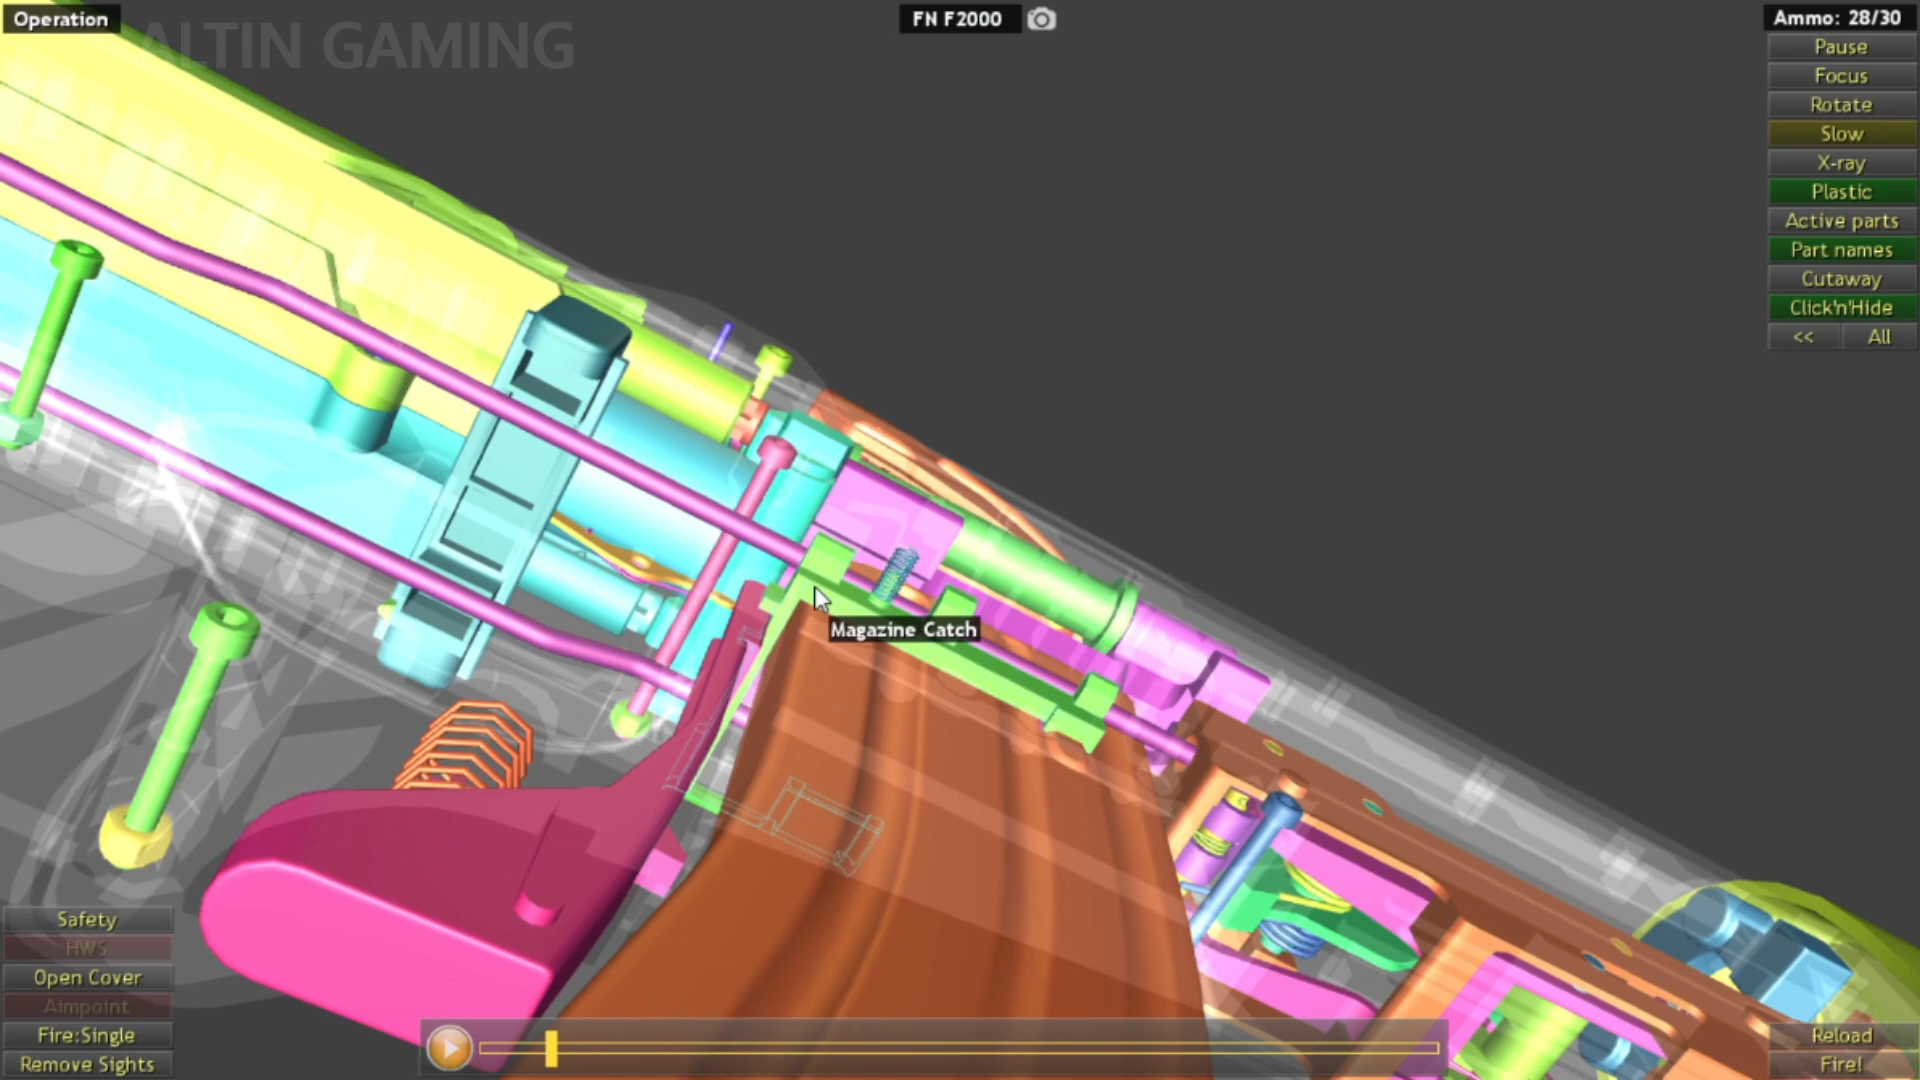 Operation
ALTIN GAMING
FN F2000
Ammo: 28/30
Pause
Focus
Rotate
Slow
X-ray
Plastic
Active parts
Part names
Cutaway
Click'n'Hide
<< All
Magazine Catch
Safety
HWS
Open Cover
Aimpoint
Fire:Single
Remove Sights
Reload
Fire!